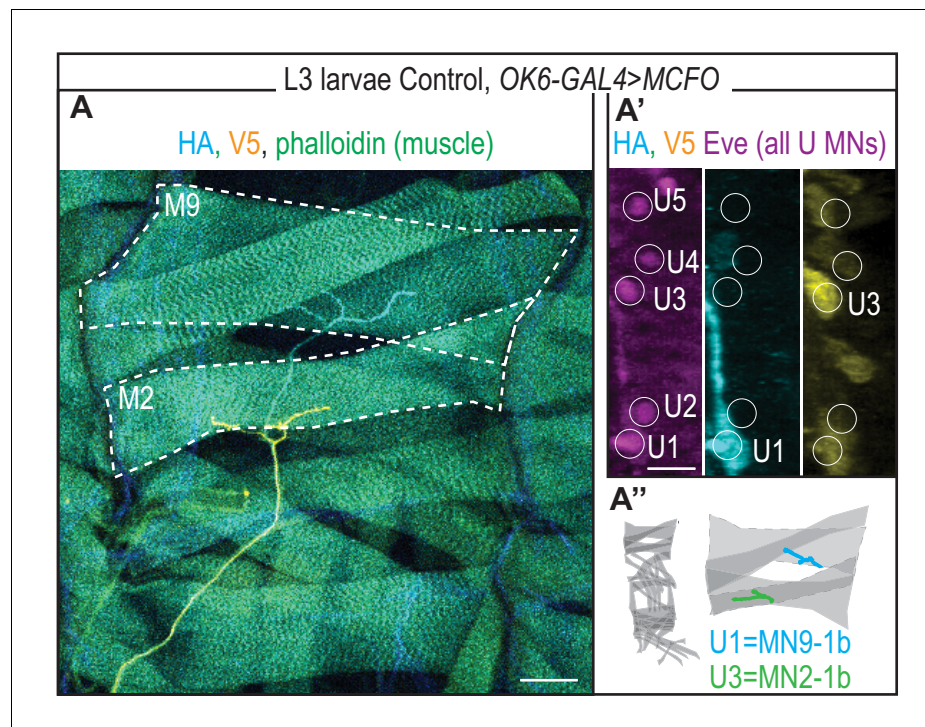 L3 larvae Control, OK6-GAL4>MCFO
A
HA, V5, phalloidin (muscle)
M9
M2
A'
HA, V5 Eve (all U MNs)
U5
U4
U3
U2
U1
U1
U3
A"
U1=MN9-1b
U3=MN2-1b